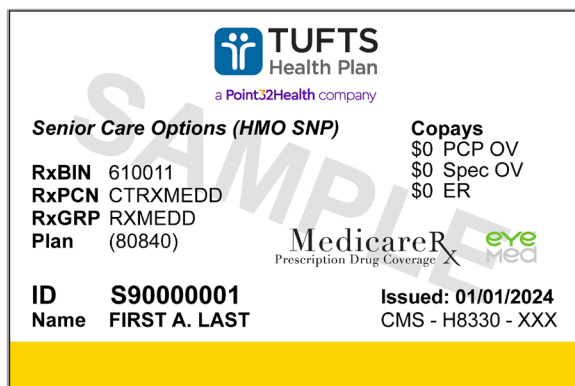 TUFTS
Health Plan
a Point32Health company
SAMPLE
Senior Care Options (HMO SNP)
Copays
$0 PCP OV
$0 Spec OV
$0 ER
RxBIN 610011
RxPCN CTRXMEDD
RxGRP RXMEDD
Plan (80840)
MedicareRx
Prescription Drug Coverage
eye
Med
ID S90000001
Issued: 01/01/2024
Name FIRST A. LAST
CMS - H8330 - XXX